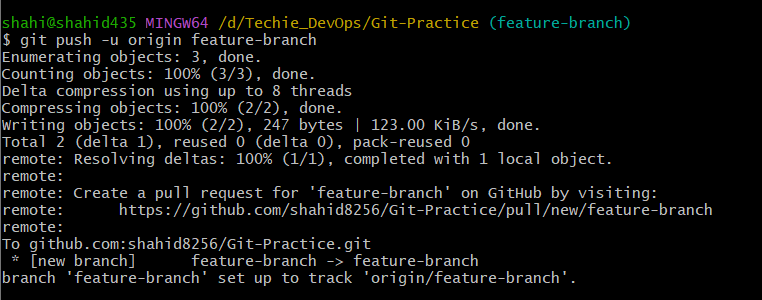 shahi@shahid435 MINGW64 /d/Techie_DevOps/Git-Practice (feature-branch)
$ git push -u origin feature-branch
Enumerating objects: 3, done.
Counting objects: 100% (3/3), done.
Delta compression using up to 8 threads
Compressing objects: 100% (2/2), done.
Writing objects: 100% (2/2), 247 bytes | 123.00 KiB/s, done.
Total 2 (delta 1), reused 0 (delta 0), pack-reused 0
remote: Resolving deltas: 100% (1/1), completed with 1 local object.
remote:
remote: Create a pull request for 'feature-branch' on GitHub by visiting:
remote:      https://github.com/shahid8256/Git-Practice/pull/new/feature-branch
remote:
To github.com:shahid8256/Git-Practice.git
 * [new branch]      feature-branch -> feature-branch
branch 'feature-branch' set up to track 'origin/feature-branch'.